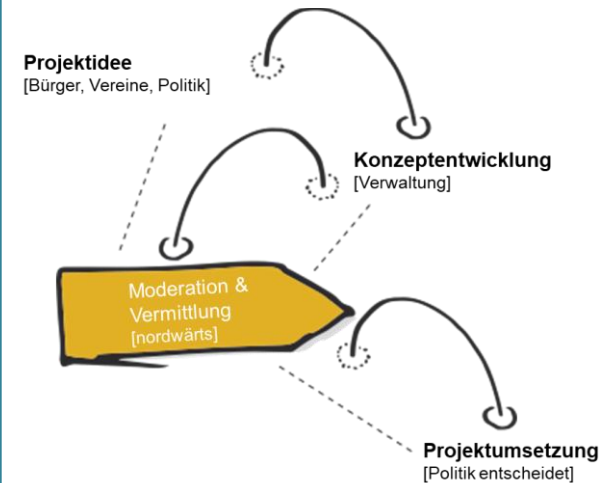 Projektidee
[Bürger, Vereine, Politik]
Konzeptentwicklung
[Verwaltung]
Moderation &
Vermittlung
[nordwärts]
Projektumsetzung
[Politik entscheidet]